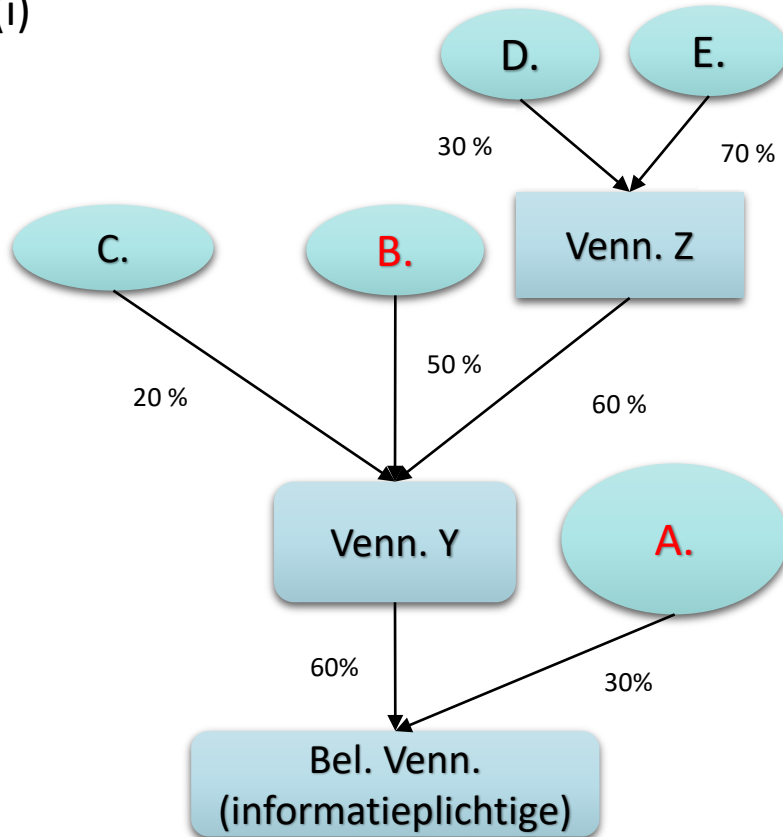 (i)
D.
E.
30 %
70 %
C.
B.
Venn. Z
20 %
50 %
60 %
Venn. Y
A.
60%
30%
Bel. Venn.
(informatieplichtige)